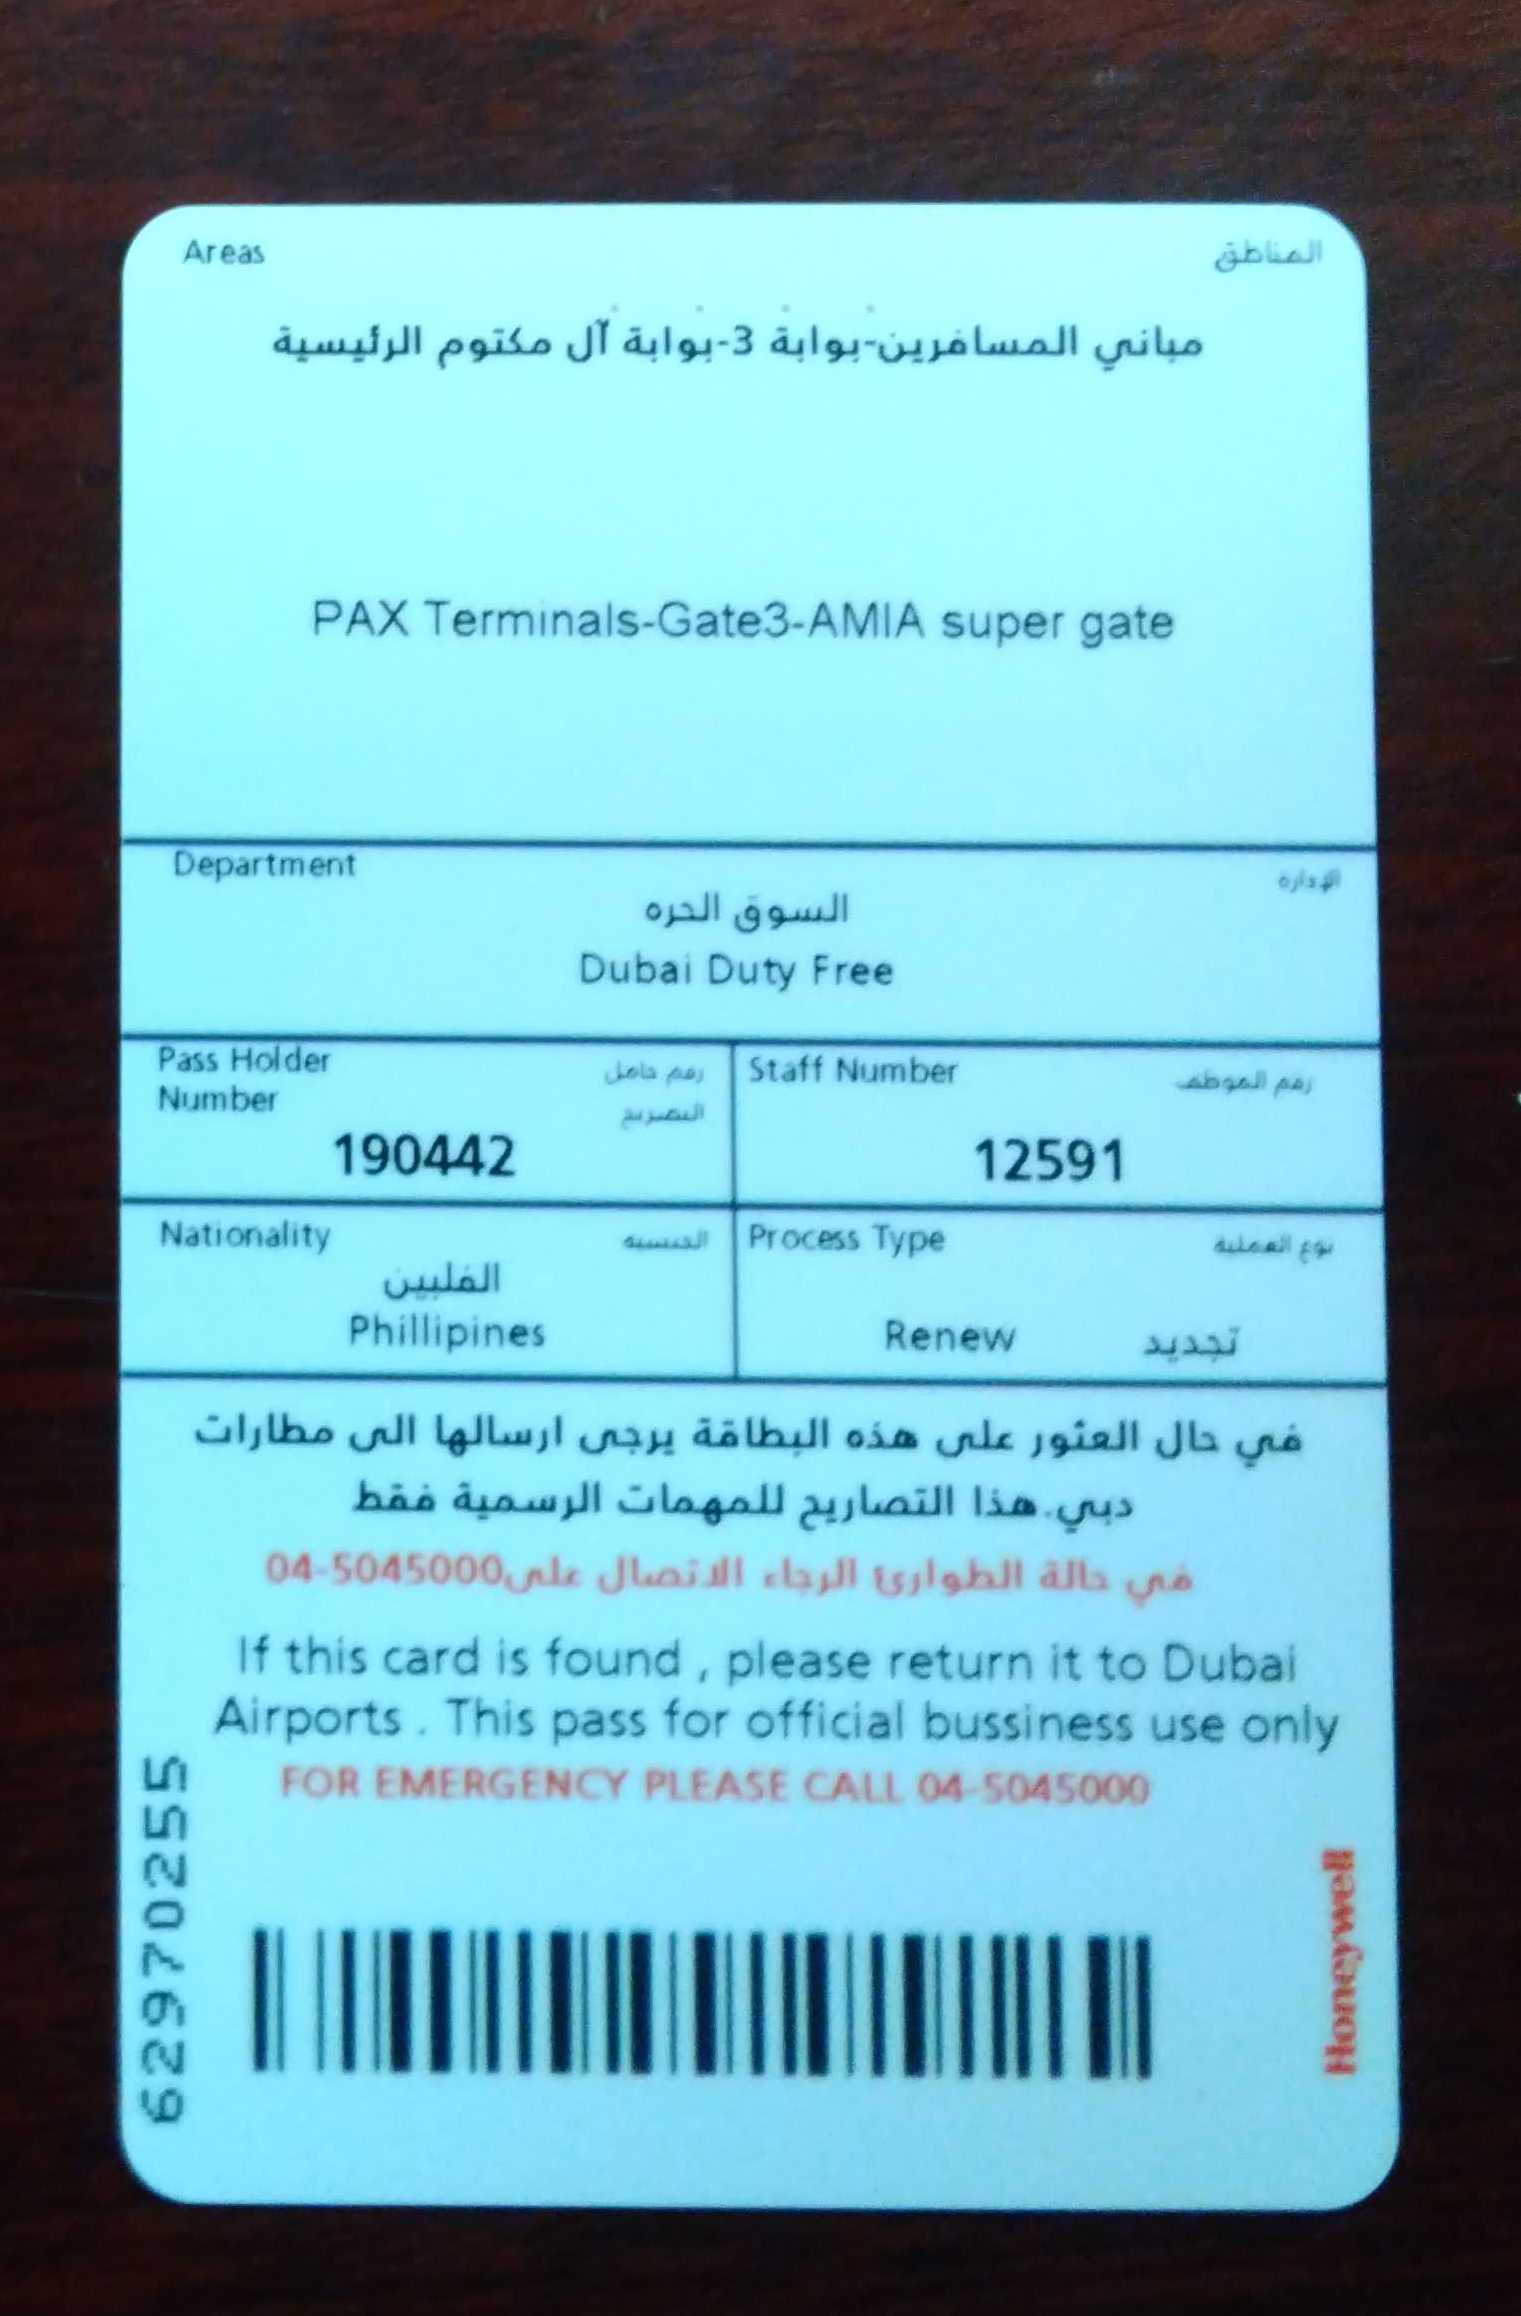 Areas المناطق
مباني المسافرين-بوابة 3-بوابة آل مكتوم الرئيسية
PAX Terminals-Gate3-AMIA super gate
Department الإدارة
السوق الحره
Dubai Duty Free
Pass Holder Number رقم حامل التصريح
190442
Staff Number رقم الموظف
12591
Nationality الجنسية
الفلبين
Phillipines
Process Type نوع العملية
Renew تجديد
في حال العثور على هذه البطاقة يرجى ارسالها الى مطارات
دبي.هذا التصاريح للمهمات الرسمية فقط
في حالة الطوارئ الرجاء الاتصال على04-5045000
If this card is found , please return it to Dubai
Airports . This pass for official bussiness use only
FOR EMERGENCY PLEASE CALL 04-5045000
62970255
Honeywell